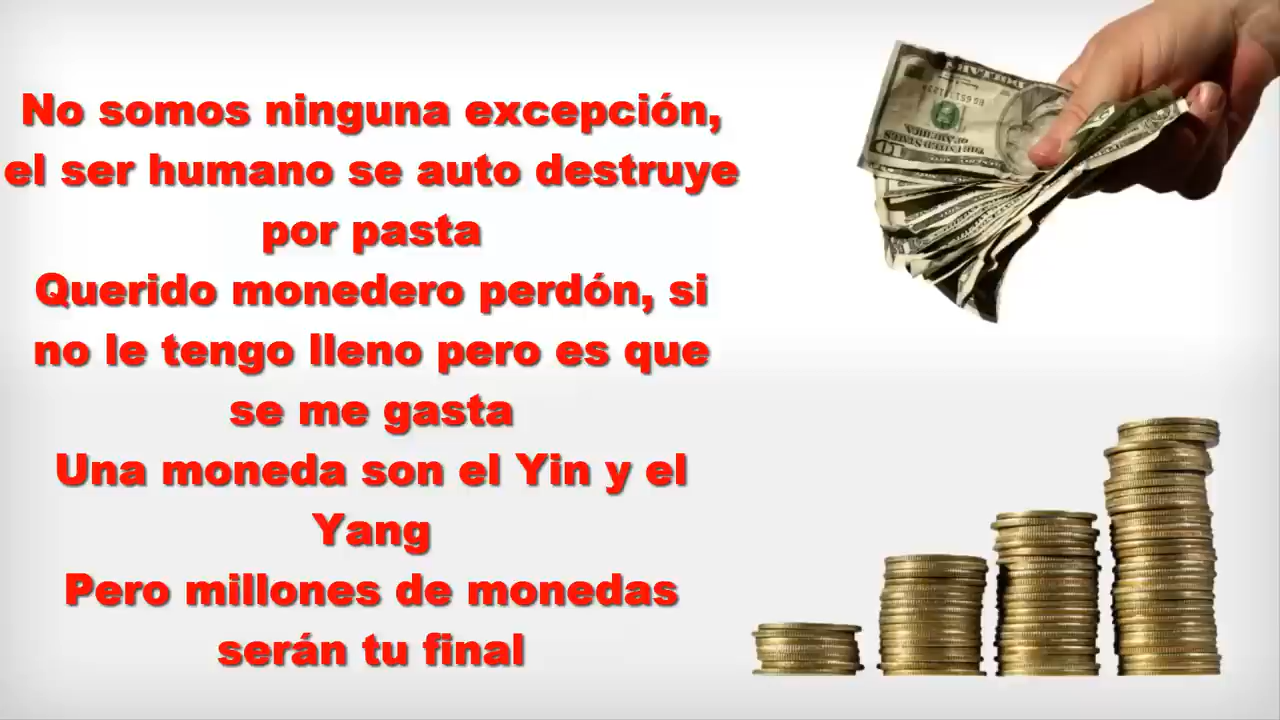 No somos ninguna excepción,
el ser humano se auto destruye
por pasta
Querido monedero perdón, si
no le tengo lleno pero es que
se me gasta
Una moneda son el Yin y el
Yang
Pero millones de monedas
serán tu final